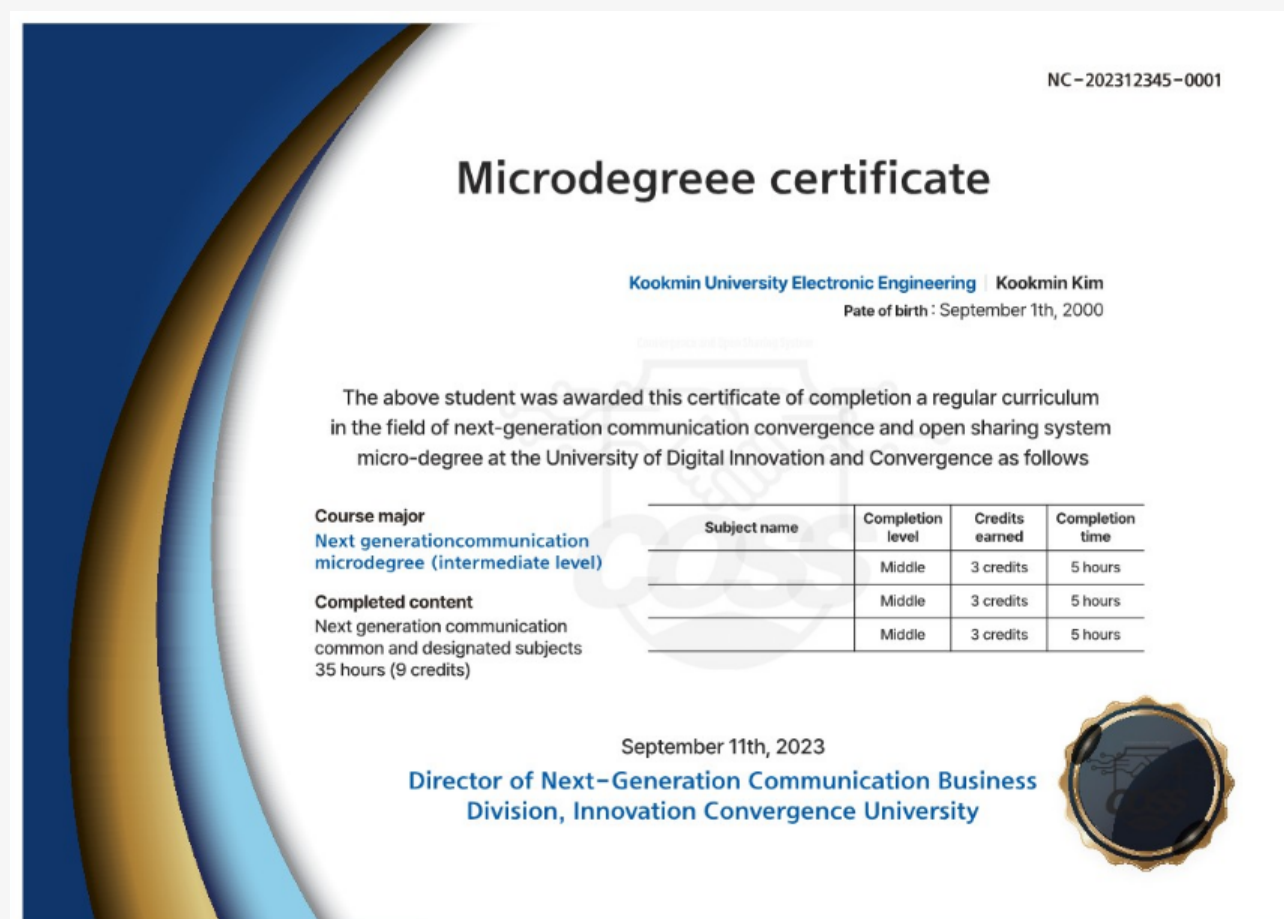 NC-202312345-0001
Microdegreee certificate
Kookmin University Electronic Engineering | Kookmin Kim
Pate of birth : September 1th, 2000
The above student was awarded this certificate of completion a regular curriculum
in the field of next-generation communication convergence and open sharing system
micro-degree at the University of Digital Innovation and Convergence as follows
Course major
Next generationcommunication
microdegree (intermediate level)
Completed content
Next generation communication
common and designated subjects
35 hours (9 credits)
Subject name Completion level Credits earned Completion time
Middle 3 credits 5 hours
Middle 3 credits 5 hours
Middle 3 credits 5 hours
COSS
September 11th, 2023
Director of Next-Generation Communication Business
Division, Innovation Convergence University
COSS